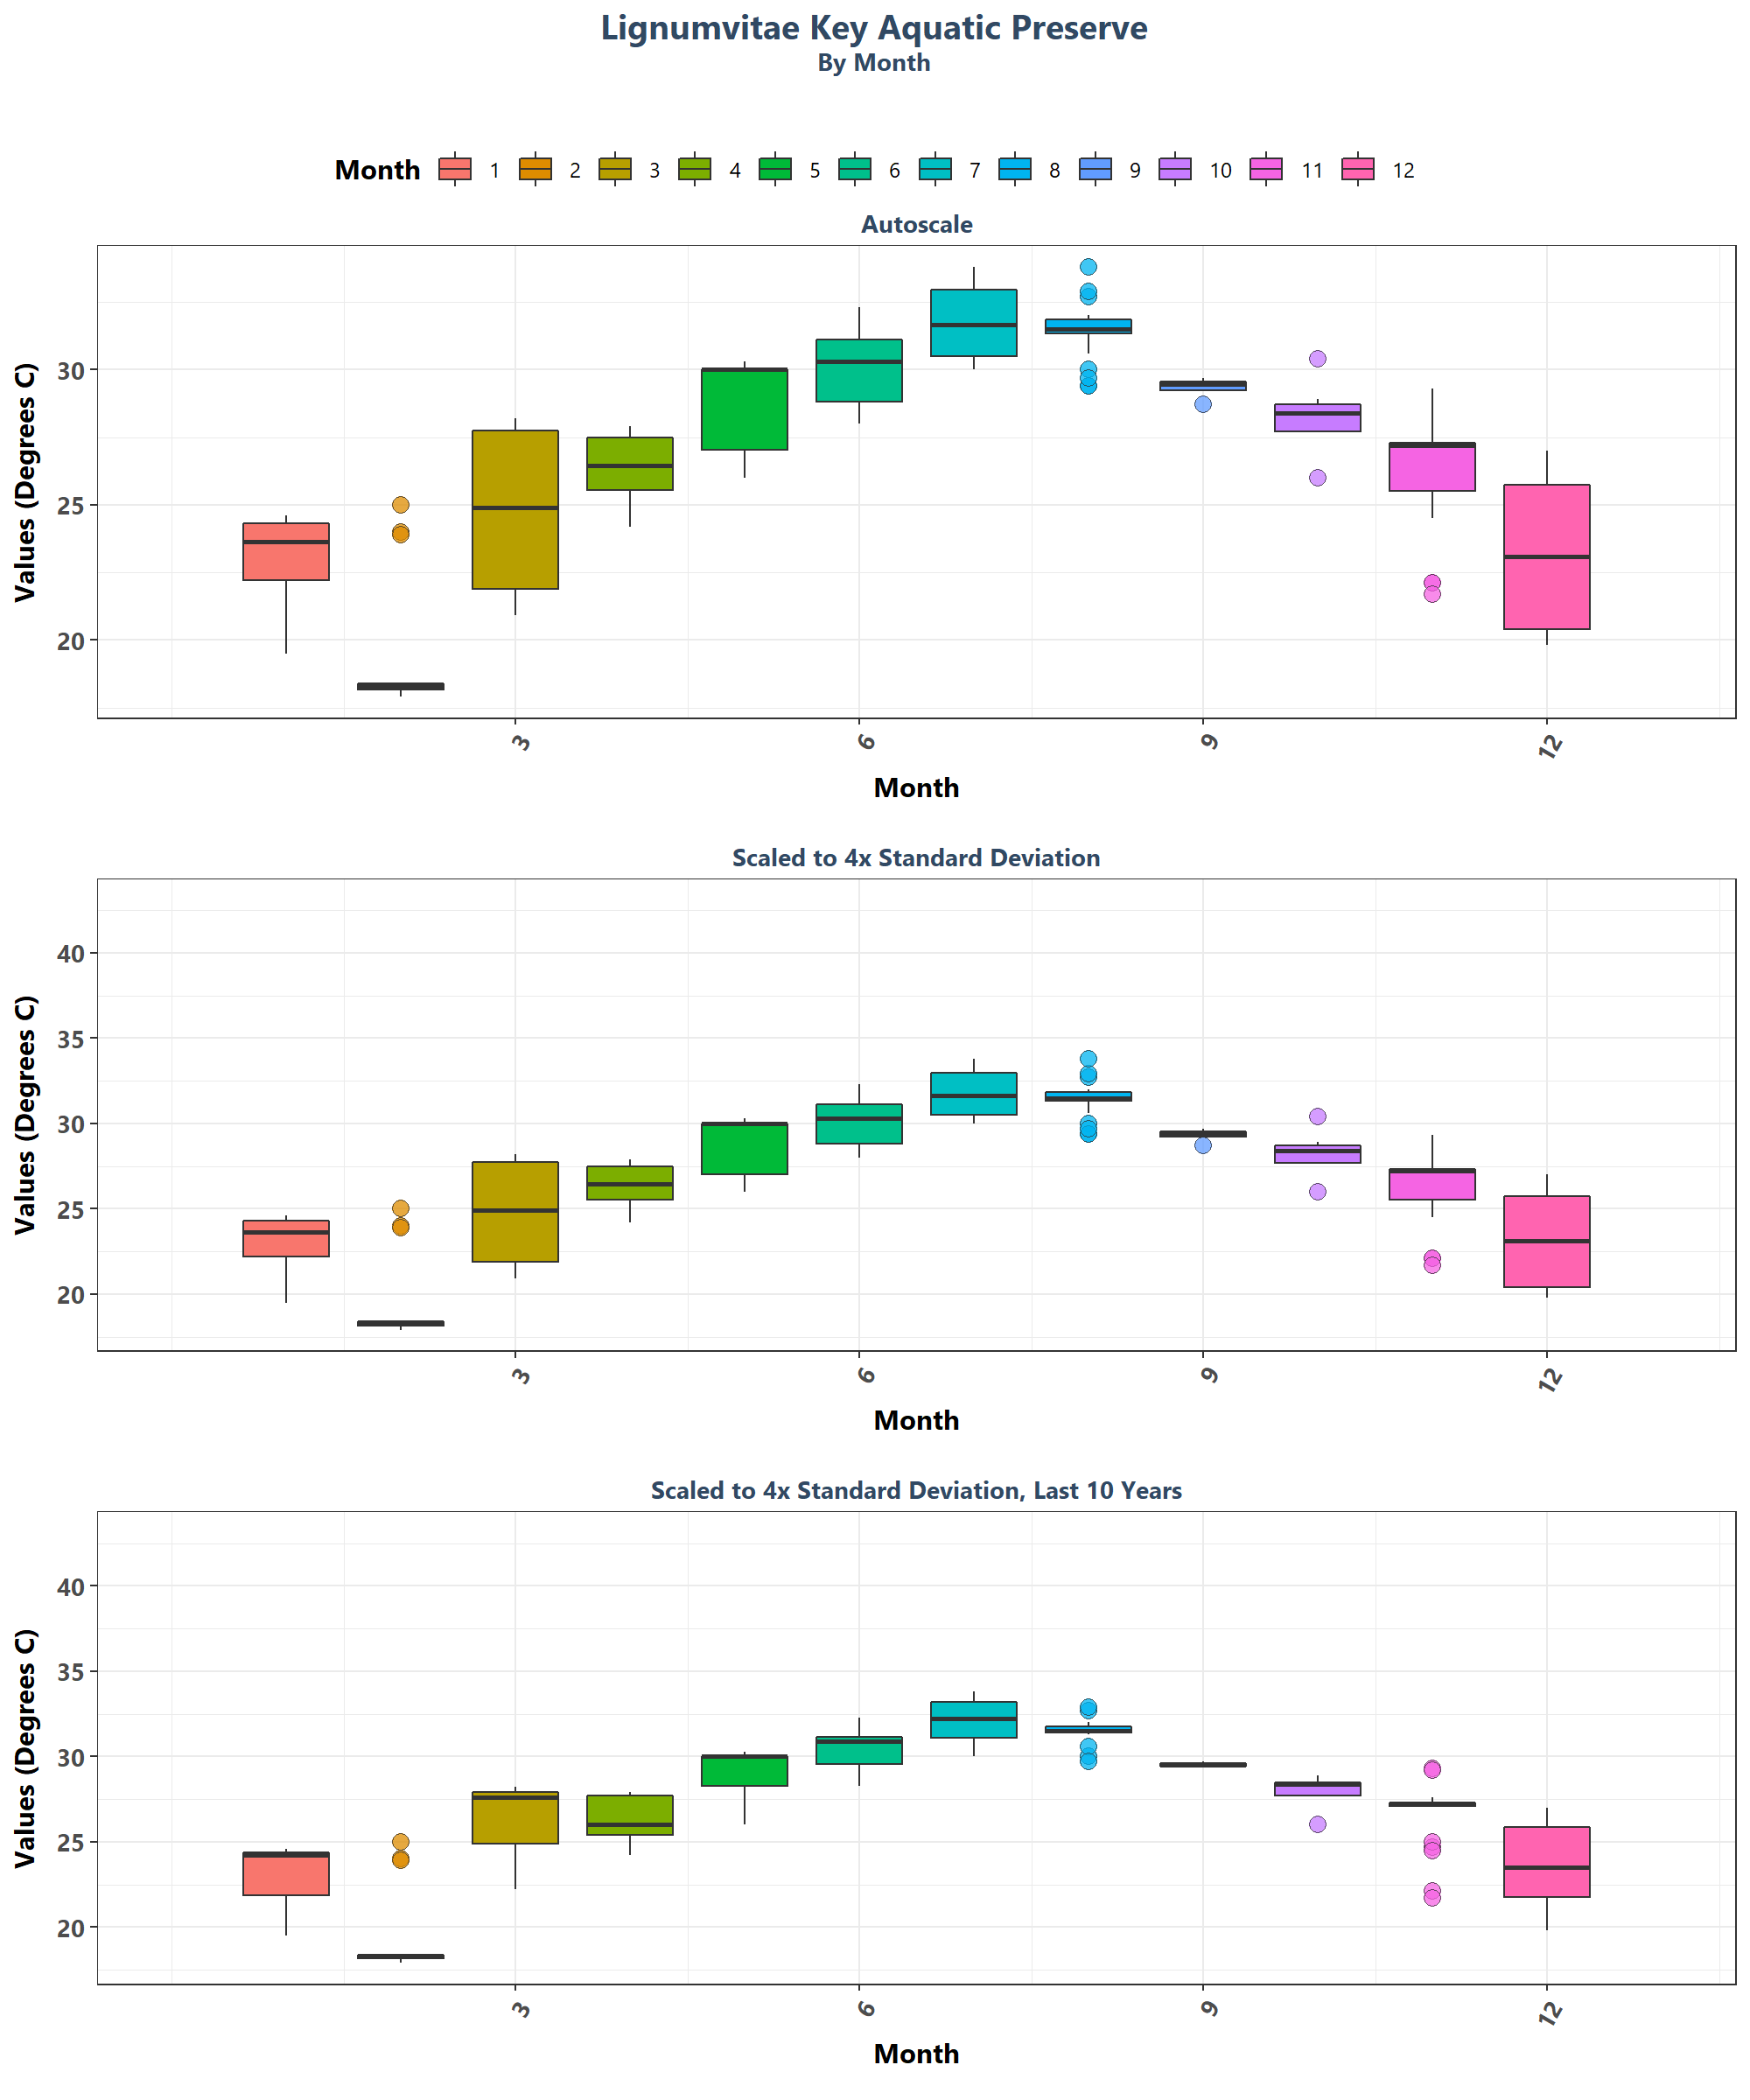 Lignumvitae Key Aquatic Preserve
By Month
Month 1 2 3 4 5 6 7 8 9 10 11 12
Autoscale
Values (Degrees C)
30
25
20
3 6 9 12
Month
Scaled to 4x Standard Deviation
Values (Degrees C)
40
35
30
25
20
3 6 9 12
Month
Scaled to 4x Standard Deviation, Last 10 Years
Values (Degrees C)
40
35
30
25
20
3 6 9 12
Month